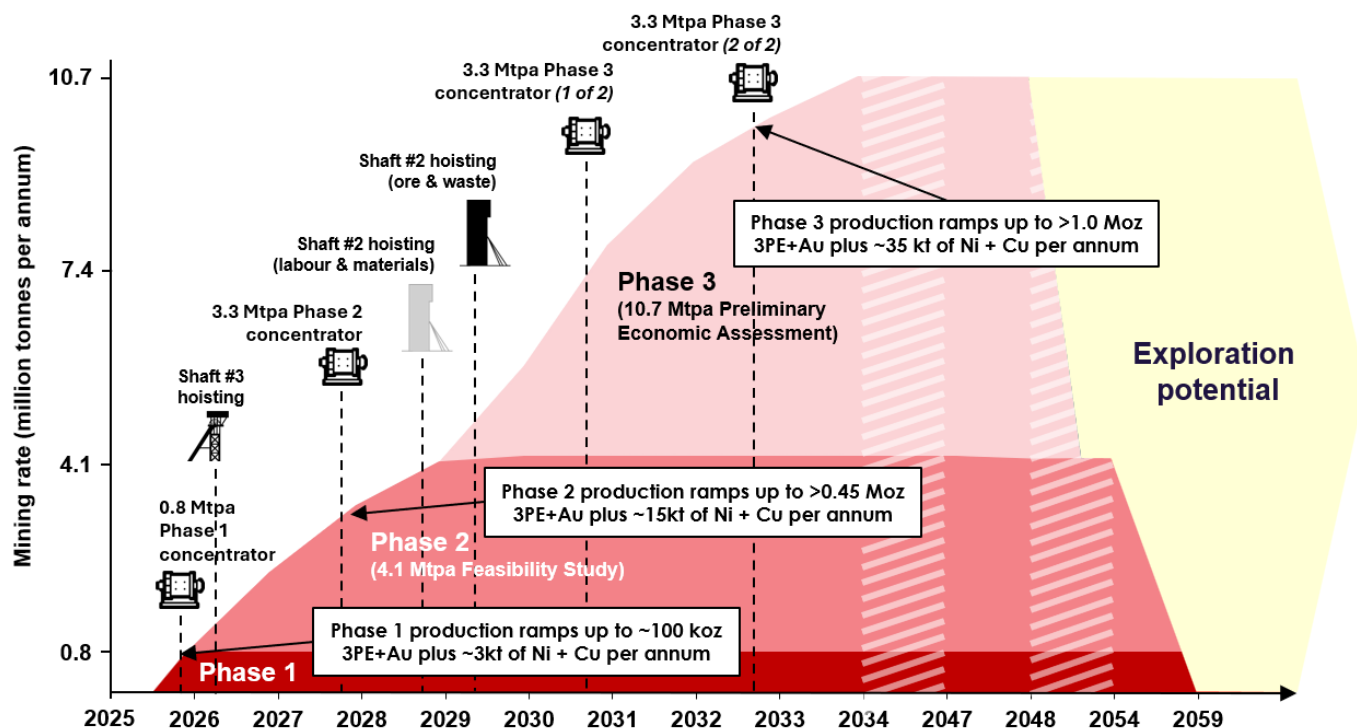 3.3 Mtpa Phase 3
concentrator (2 of 2)
10.7
3.3 Mtpa Phase 3
concentrator (1 of 2)
Shaft #2 hoisting
(ore & waste)
Phase 3 production ramps up to >1.0 Moz
3PE+Au plus ~35 kt of Ni + Cu per annum
Shaft #2 hoisting
(labour & materials)
7.4
Phase 3
(10.7 Mtpa Preliminary
Economic Assessment)
3.3 Mtpa Phase 2
concentrator
Exploration
potential
Shaft #3
hoisting
Mining rate (million tonnes per annum)
4.1
Phase 2 production ramps up to >0.45 Moz
3PE+Au plus ~15kt of Ni + Cu per annum
0.8 Mtpa
Phase 1
concentrator
Phase 2
(4.1 Mtpa Feasibility Study)
Phase 1 production ramps up to ~100 koz
3PE+Au plus ~3kt of Ni + Cu per annum
0.8
Phase 1
2025 2026 2027 2028 2029 2030 2031 2032 2033 2034 2047 2048 2054 2059